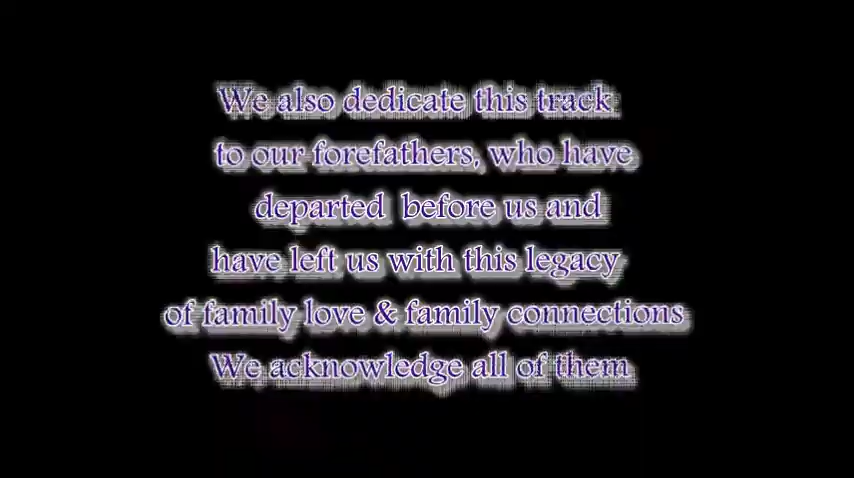 We also dedicate this track
to our forefathers, who have
departed before us and
have left us with this legacy
of family love & family connections
We acknowledge all of them